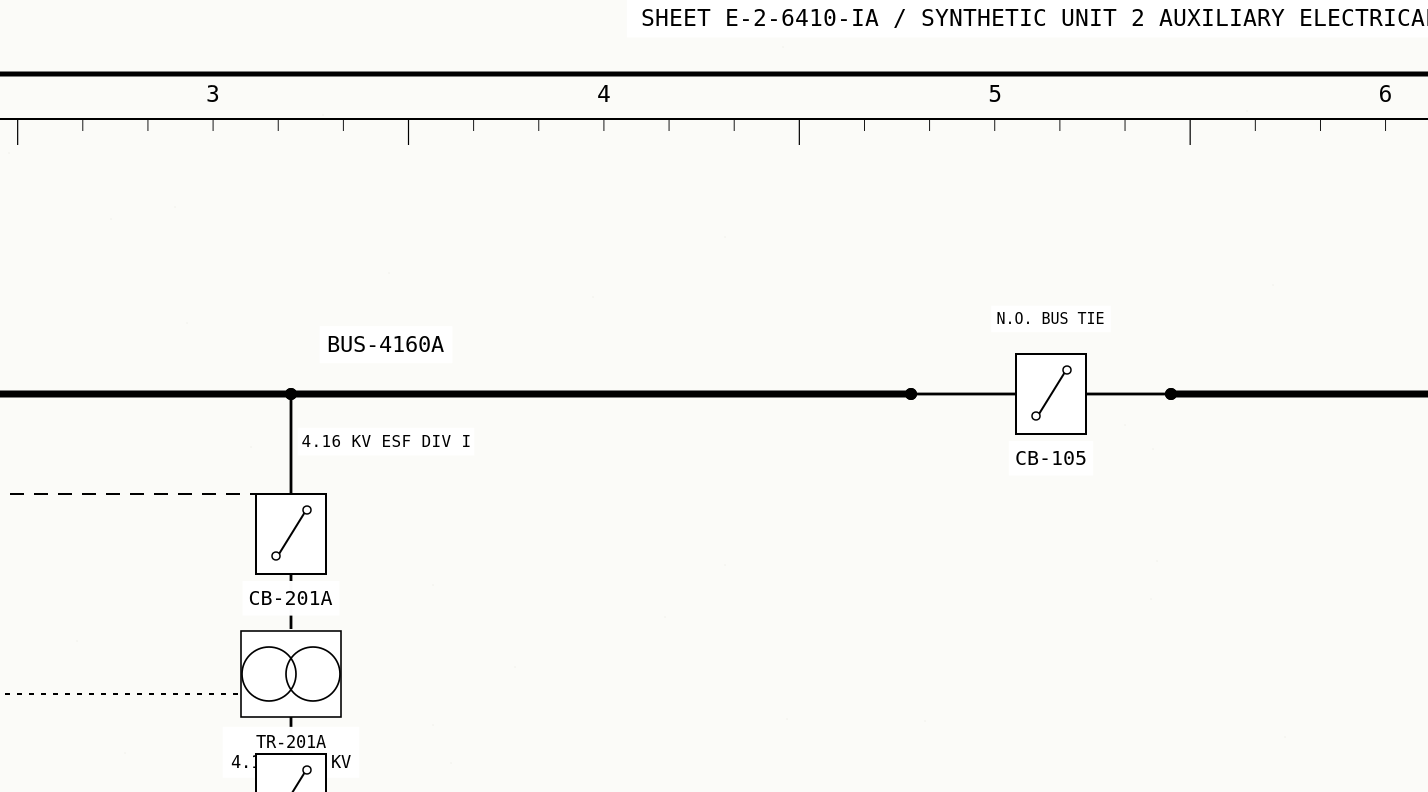 SHEET E-2-6410-IA / SYNTHETIC UNIT 2 AUXILIARY
3 4 5 6
N.O. BUS TIE
BUS-4160A
4.16 KV ESF DIV I
CB-105
CB-201A
TR-201A
KV